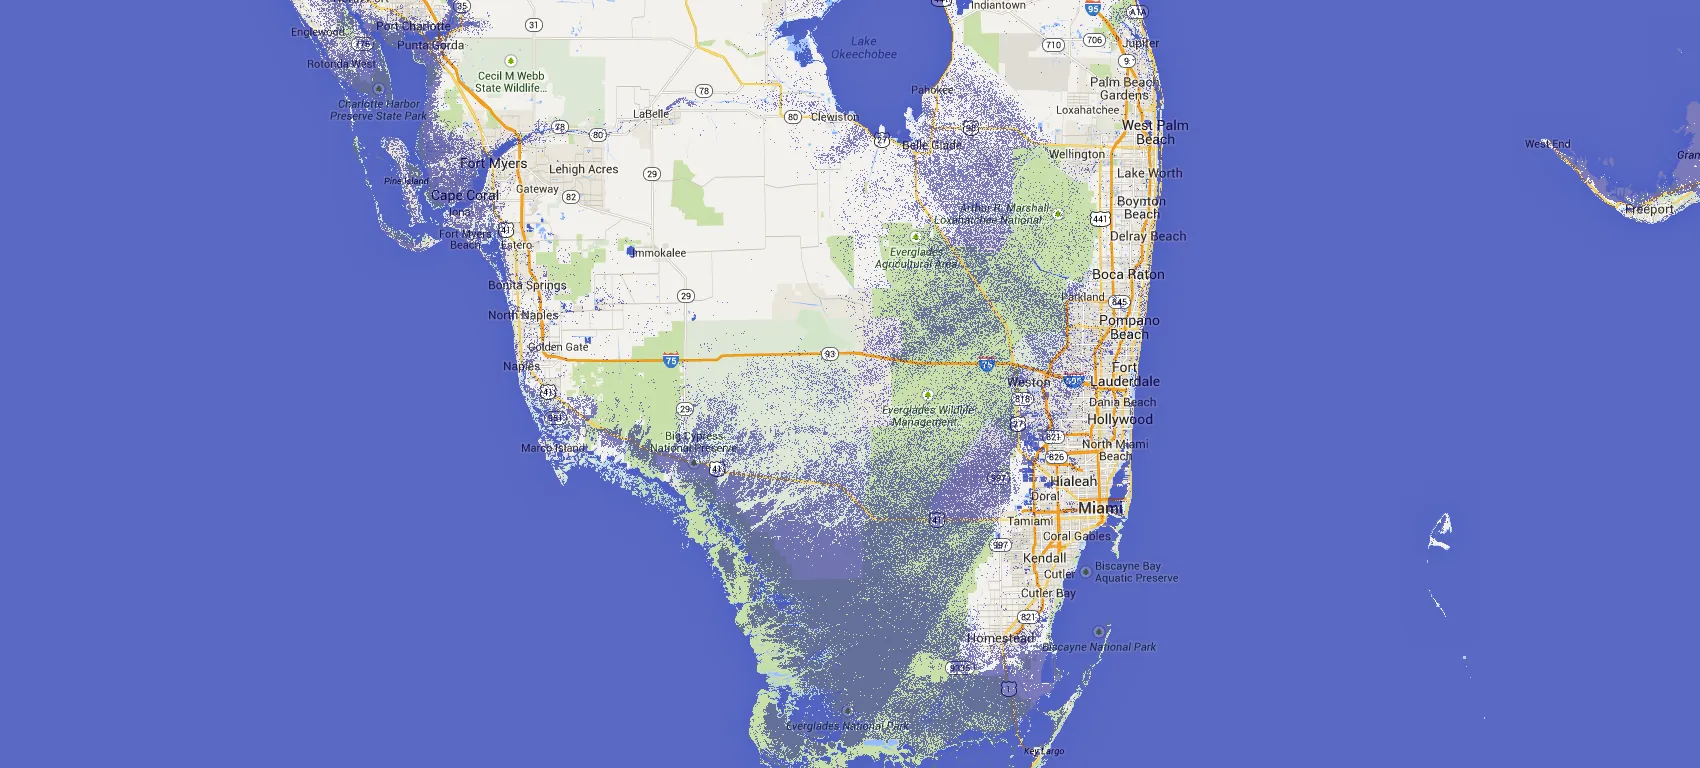 35
31
Port Charlotte
Englewood
776
Punta Gorda
Rotonda West
Cecil M Webb
State Wildlife...
Charlotte Harbor
Preserve State Park
78
80
78
LaBelle
80
Clewiston
27
Lake
Okeechobee
Indiantown
95
A1A
710
706
Jupiter
9
Palm Beach
Gardens
Pahokee
Loxahatchee
98
West Palm
Beach
Belle Glade
Wellington
Lake Worth
Fort Myers
Lehigh Acres
29
Pine Island
Cape Coral
Gateway
82
Iona
Fort Myers
Beach
41
Estero
Immokalee
Arthur R. Marshall
Loxahatchee National
441
Boynton
Beach
Delray Beach
Everglades
Agricultural Area
Boca Raton
Bonita Springs
29
Parkland
845
North Naples
Pompano
Beach
Golden Gate
75
93
75
Naples
Weston
595
Fort
Lauderdale
41
29
818
Dania Beach
951
Everglades Wildlife
Management
27
Hollywood
Marco Island
Big Cypress
National Preserve
821
North Miami
Beach
826
41
997
Hialeah
Doral
Miami
41
Tamiami
Coral Gables
997
Kendall
Cutler
Biscayne Bay
Aquatic Preserve
Cutler Bay
821
Homestead
Biscayne National Park
9336
1
Everglades National Park
Key Largo
West End
Gran
Freeport